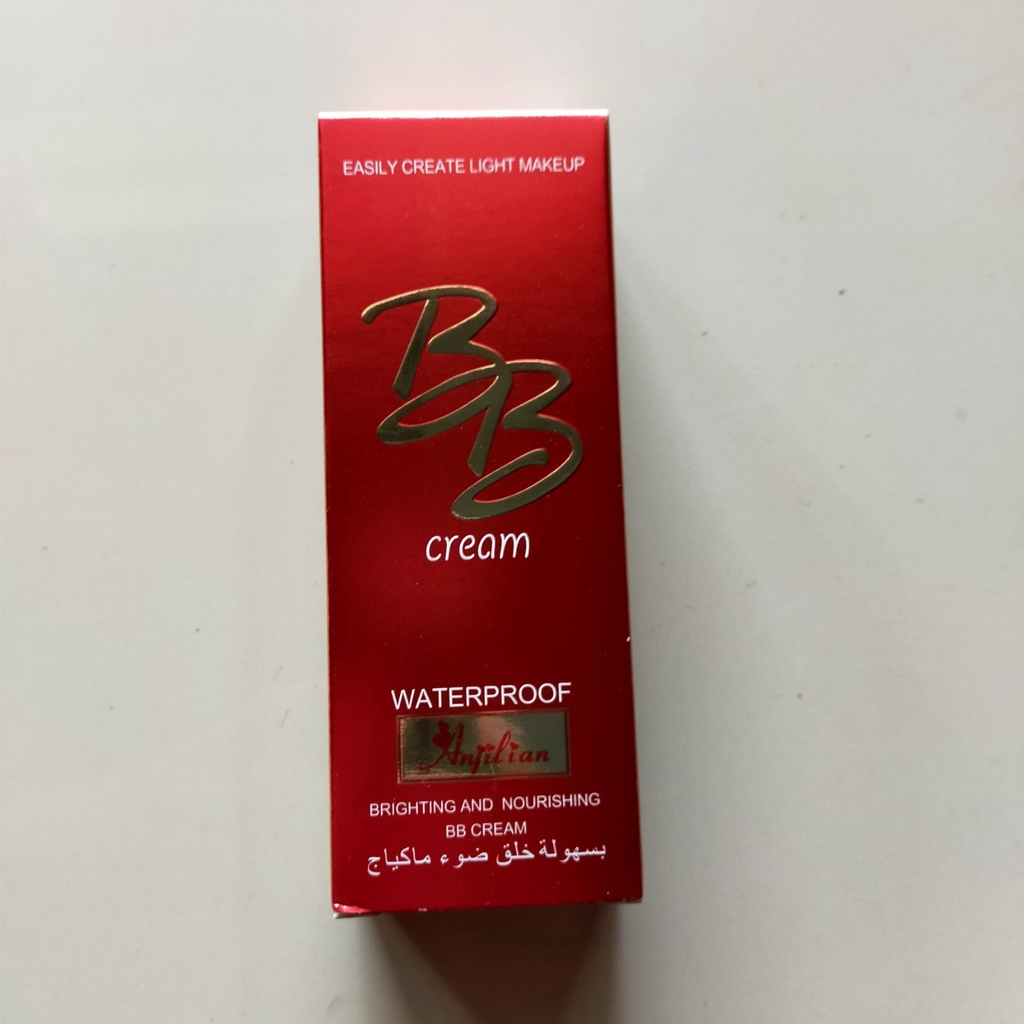 EASILY CREATE LIGHT MAKEUP
BB
cream
WATERPROOF
Anjilian
BRIGHTING AND NOURISHING
BB CREAM
بسهولة خلق ضوء ماكياج